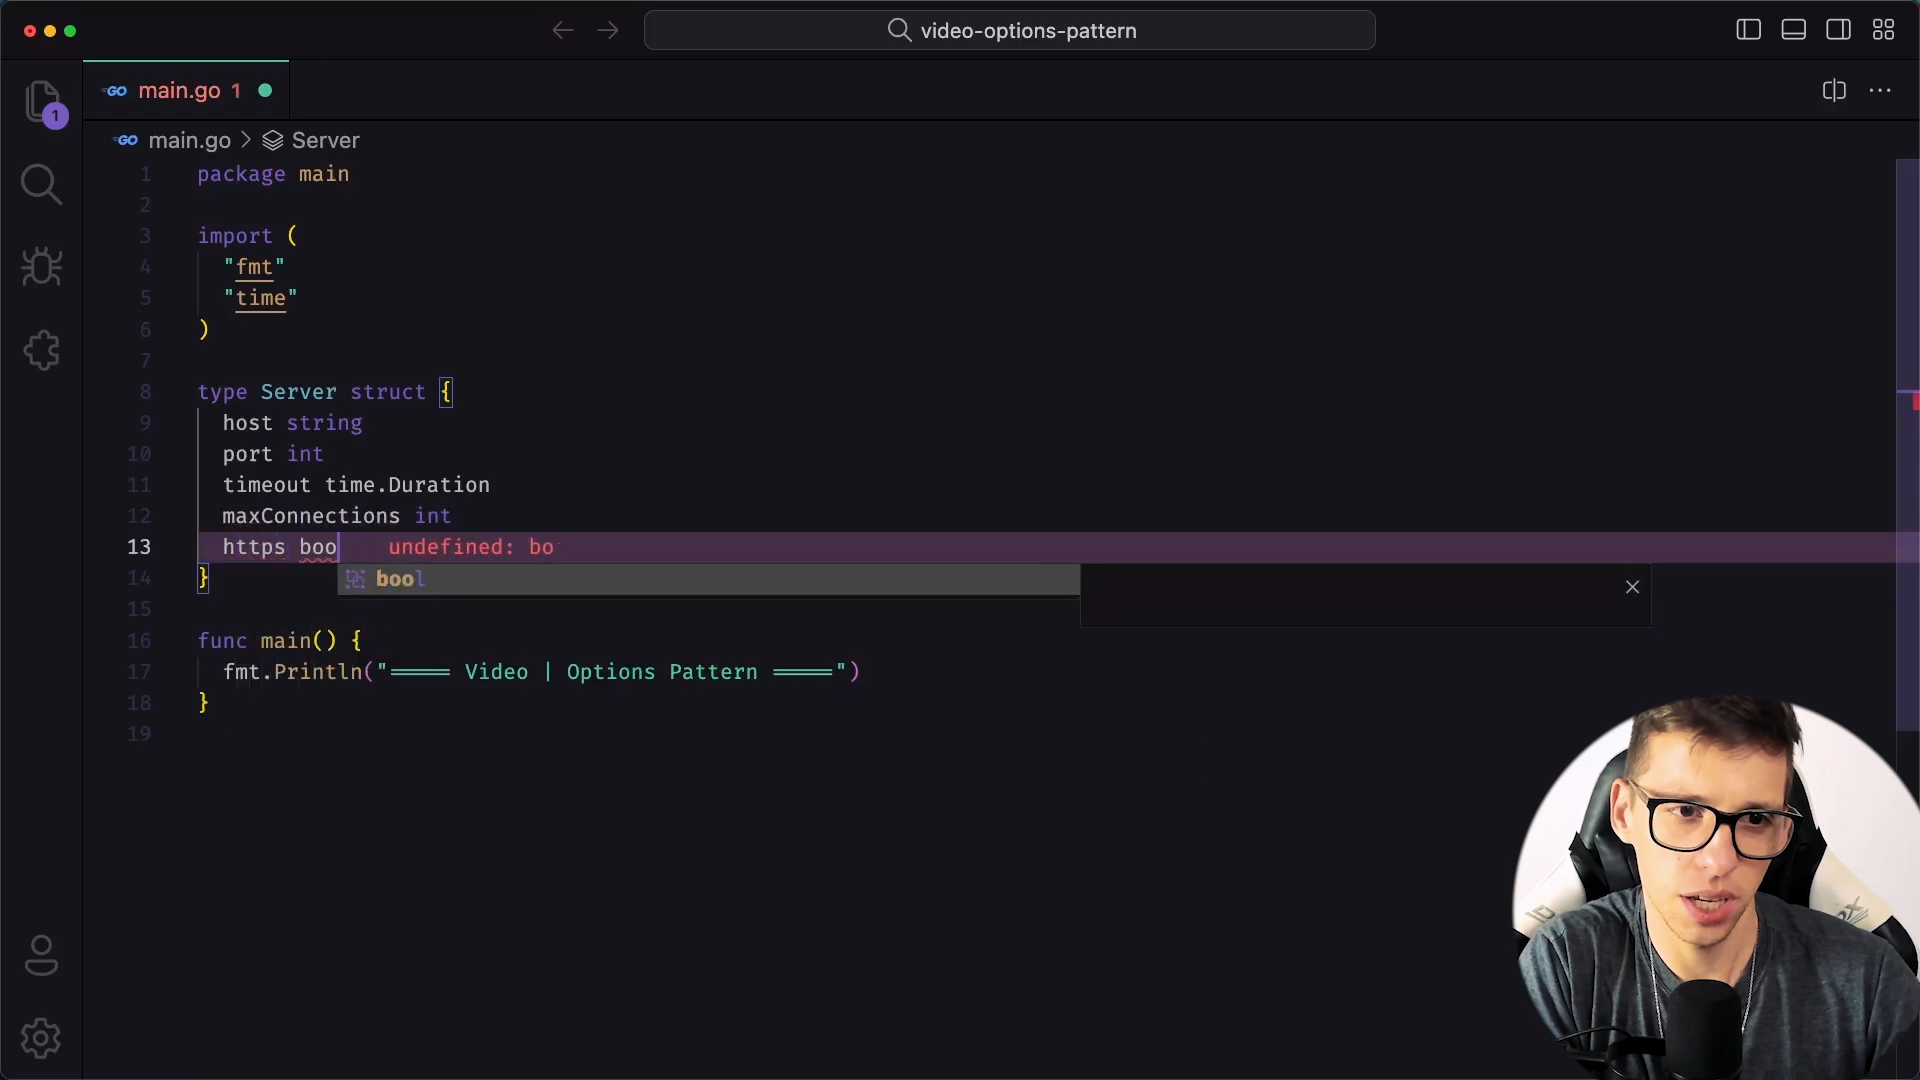 video-options-pattern
GO main.go 1
1
GO main.go > Server
1 package main
2
3 import (
4 "fmt"
5 "time"
6 )
7
8 type Server struct {
9 host string
10 port int
11 timeout time.Duration
12 maxConnections int
13 https boo undefined: bo
bool
14 }
15
16 func main() {
17 fmt.Println("===== Video | Options Pattern =====")
18 }
19